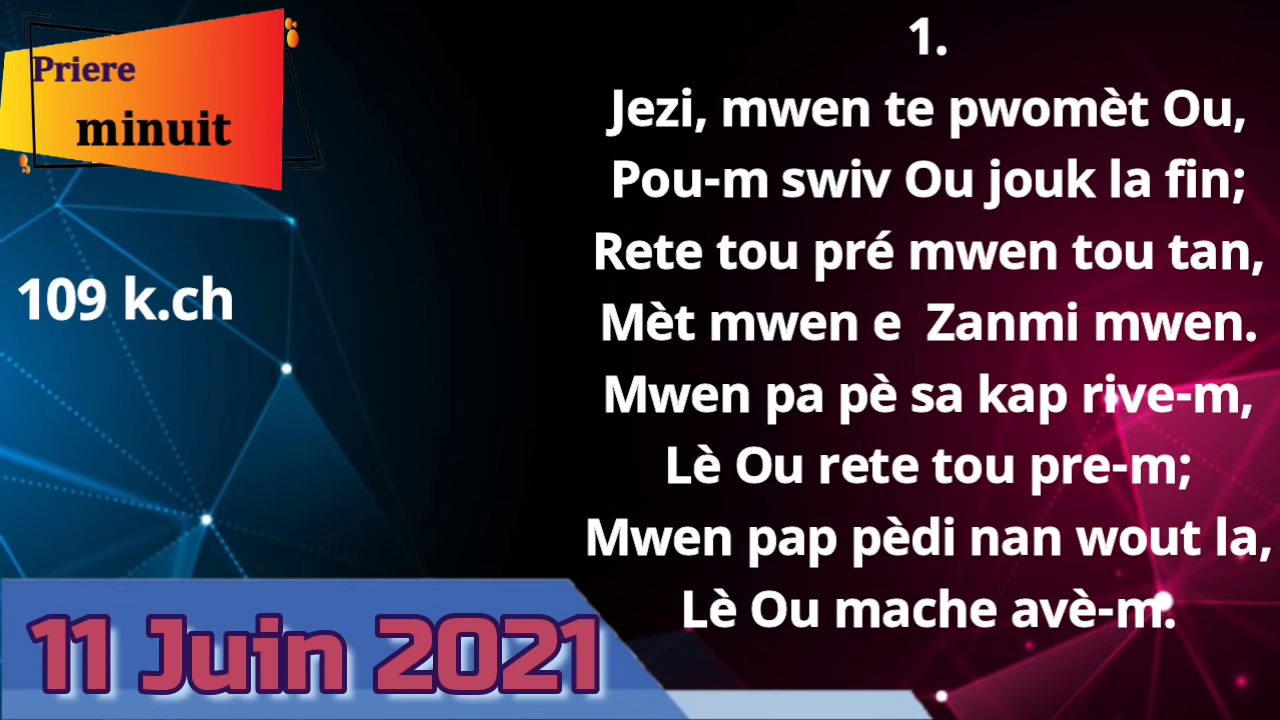 Priere
minuit
109 k.ch
1.
Jezi, mwen te pwomèt Ou,
Pou-m swiv Ou jouk la fin;
Rete tou pré mwen tou tan,
Mèt mwen e Zanmi mwen.
Mwen pa pè sa kap rive-m,
Lè Ou rete tou pre-m;
Mwen pap pèdi nan wout la,
Lè Ou mache avè-m.
11 Juin 2021